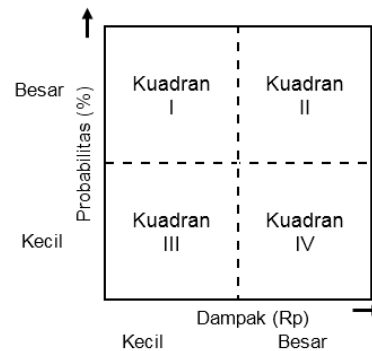 Besar
Probabilitas (%)
Kecil
Kuadran
I
Kuadran
II
Kuadran
III
Kuadran
IV
Dampak (Rp)
Kecil
Besar